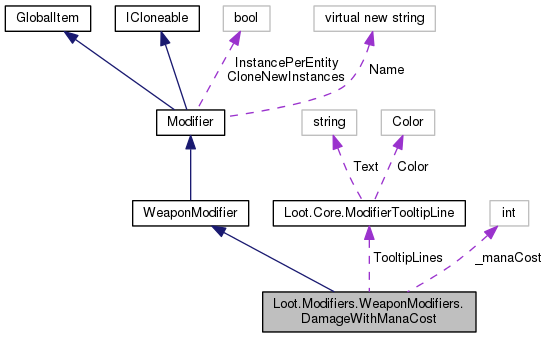 GlobalItem
ICloneable
bool
virtual new string
InstancePerEntity
CloneNewInstances
Name
Modifier
string
Color
Text
Color
WeaponModifier
Loot.Core.ModifierTooltipLine
int
TooltipLines
_manaCost
Loot.Modifiers.WeaponModifiers.
DamageWithManaCost